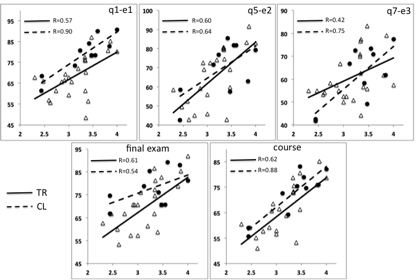 q1-e1
R=0.57
R=0.90
95
85
75
65
55
45
2 2.5 3 3.5 4
q5-e2
R=0.60
R=0.64
100
90
80
70
60
50
40
2 2.5 3 3.5 4
q7-e3
R=0.42
R=0.75
90
80
70
60
50
40
2 2.5 3 3.5 4
TR
CL
final exam
R=0.61
R=0.54
95
85
75
65
55
45
2 2.5 3 3.5 4
course
R=0.62
R=0.88
85
75
65
55
45
2 2.5 3 3.5 4